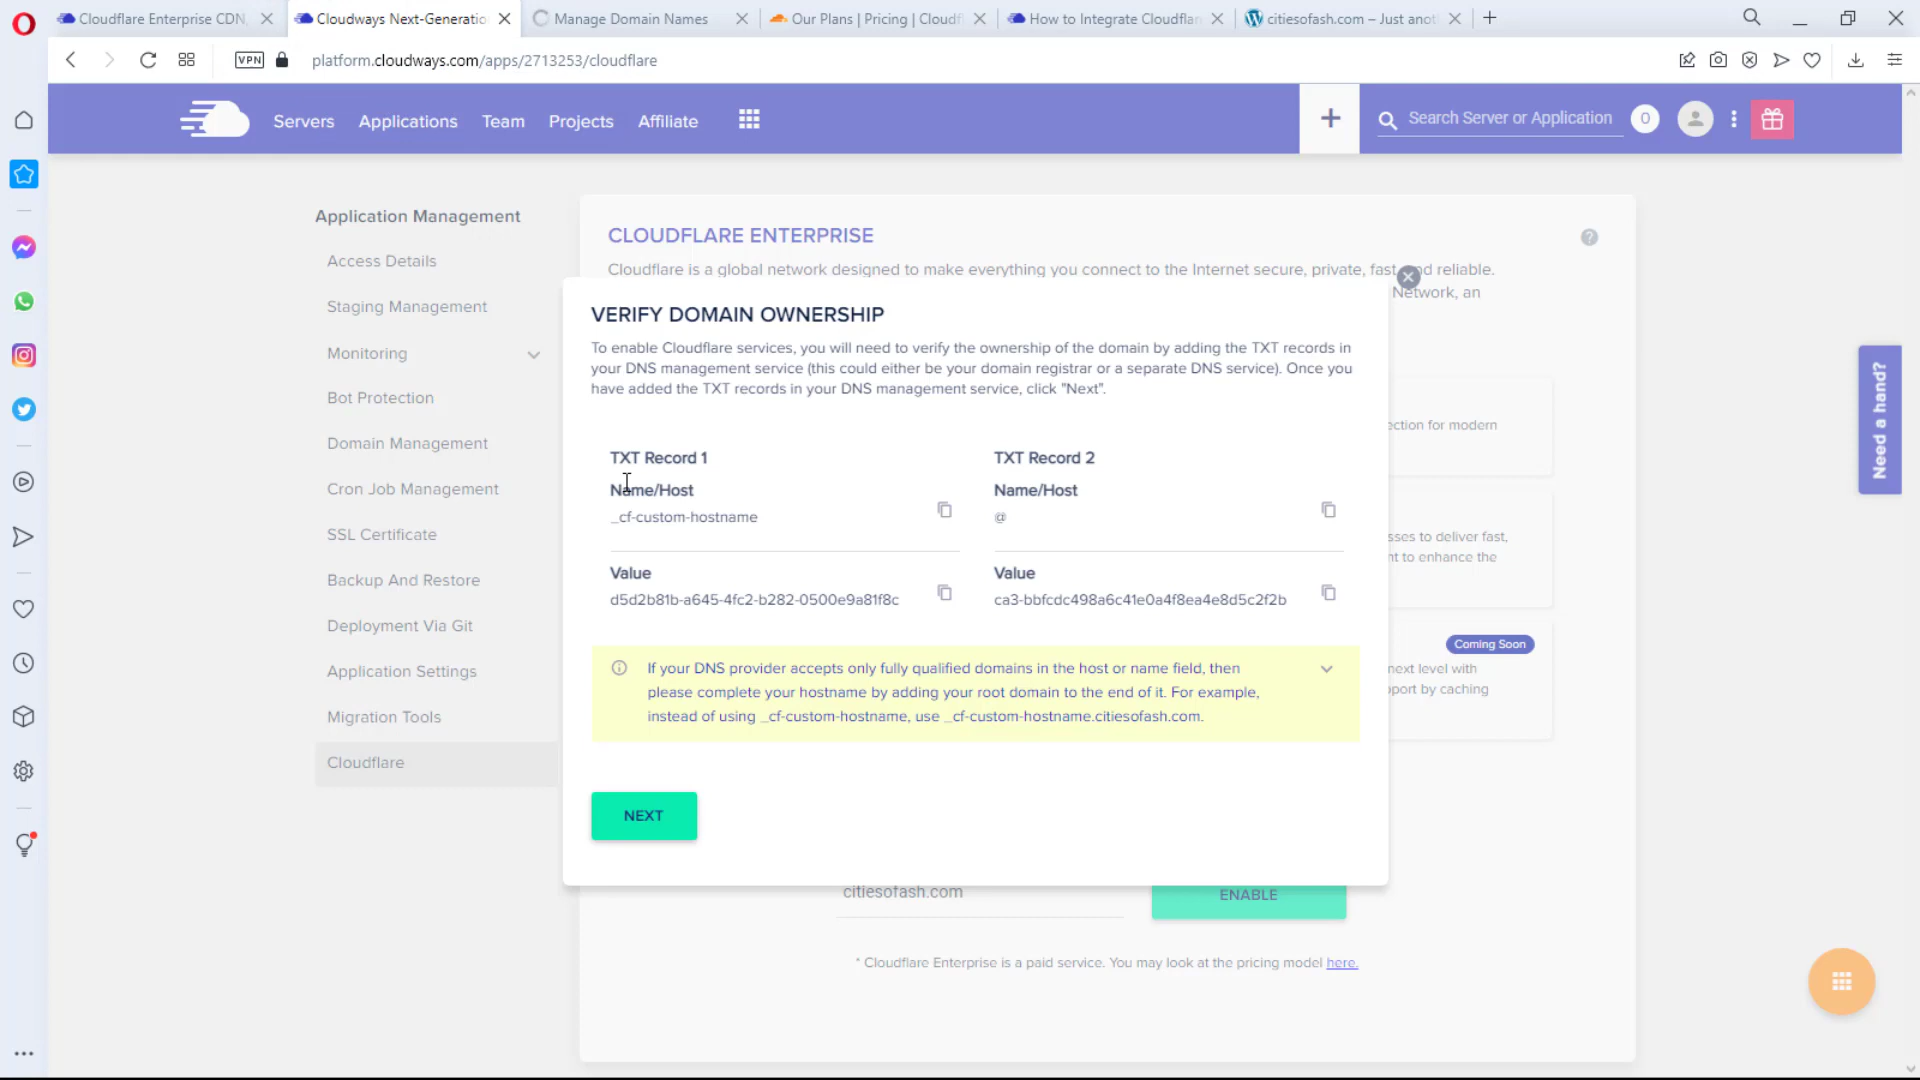 Cloudflare Enterprise CDN,
Cloudways Next-Generatio
Manage Domain Names
Our Plans | Pricing | Cloudf
How to Integrate Cloudflar
citiesofash.com – Just anot
VPN
platform.cloudways.com/apps/2713253/cloudflare
Servers
Applications
Team
Projects
Affiliate
Search Server or Application
0
Application Management
Access Details
Staging Management
Monitoring
Bot Protection
Domain Management
Cron Job Management
SSL Certificate
Backup And Restore
Deployment Via Git
Application Settings
Migration Tools
Cloudflare
CLOUDFLARE ENTERPRISE
Cloudflare is a global network designed to make everything you connect to the Internet secure, private, fast, and reliable.
Network, an
VERIFY DOMAIN OWNERSHIP
To enable Cloudflare services, you will need to verify the ownership of the domain by adding the TXT records in
your DNS management service (this could either be your domain registrar or a separate DNS service). Once you
have added the TXT records in your DNS management service, click "Next".
TXT Record 1
Name/Host
_cf-custom-hostname
Value
d5d2b81b-a645-4fc2-b282-0500e9a81f8c
TXT Record 2
Name/Host
@
Value
ca3-bbfcdc498a6c41e0a4f8ea4e8d5c2f2b
If your DNS provider accepts only fully qualified domains in the host or name field, then
please complete your hostname by adding your root domain to the end of it. For example,
instead of using _cf-custom-hostname, use _cf-custom-hostname.citiesofash.com.
NEXT
ection for modern
sses to deliver fast,
nt to enhance the
Coming Soon
next level with
pport by caching
citiesofash.com
ENABLE
* Cloudflare Enterprise is a paid service. You may look at the pricing model here.
Need a hand?